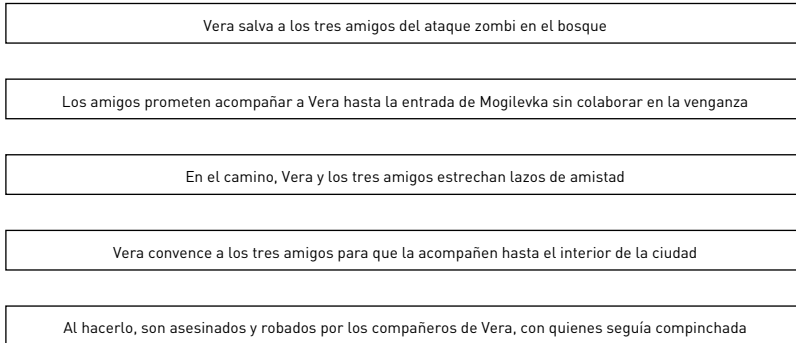 Vera salva a los tres amigos del ataque zombi en el bosque
Los amigos prometen acompañar a Vera hasta la entrada de Mogilevka sin colaborar en la venganza
En el camino, Vera y los tres amigos estrechan lazos de amistad
Vera convence a los tres amigos para que la acompañen hasta el interior de la ciudad
Al hacerlo, son asesinados y robados por los compañeros de Vera, con quienes seguía compinchada